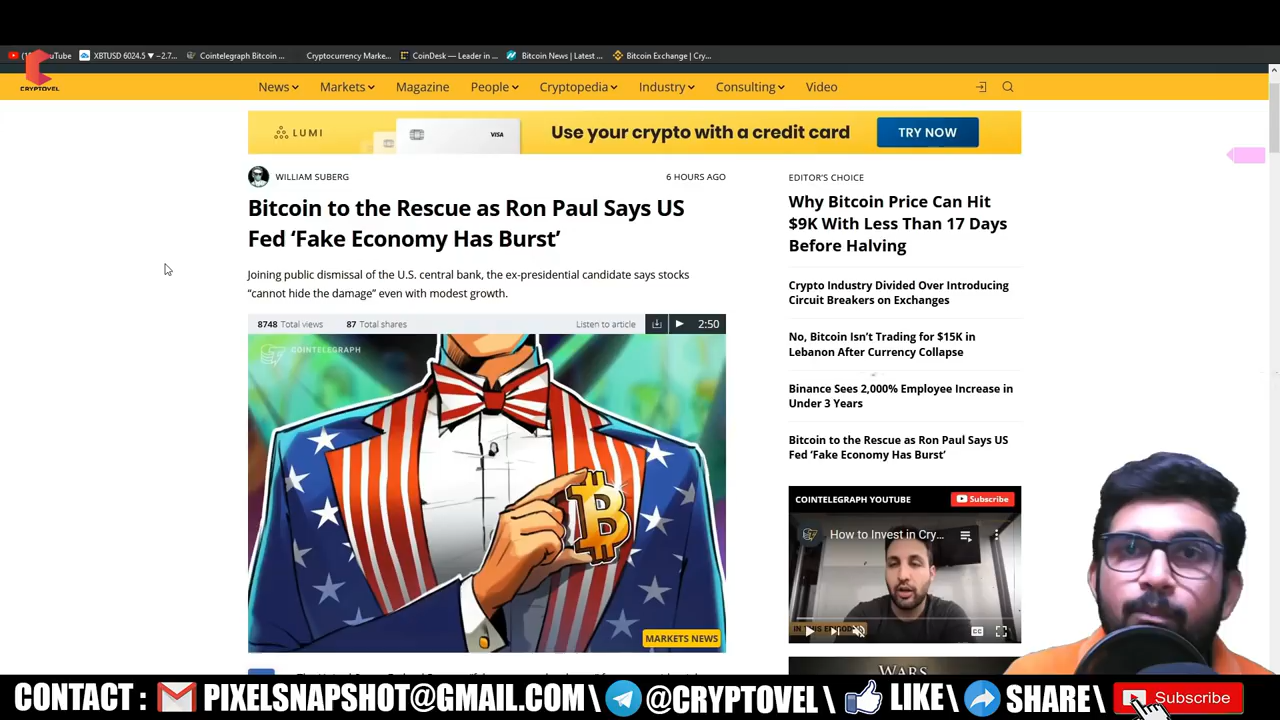 XBTUSD 6024.5 ▼ −2.7...
Cointelegraph Bitcoin ...
Cryptocurrency Marke...
CoinDesk — Leader in ...
Bitcoin News | Latest ...
Bitcoin Exchange | Cry...
CRYPTOVEL
News
Markets
Magazine
People
Cryptopedia
Industry
Consulting
Video
LUMI
VISA
Use your crypto with a credit card
TRY NOW
WILLIAM SUBERG
6 HOURS AGO
Bitcoin to the Rescue as Ron Paul Says US
Fed ‘Fake Economy Has Burst’
Joining public dismissal of the U.S. central bank, the ex-presidential candidate says stocks
“cannot hide the damage” even with modest growth.
8748 Total views
87 Total shares
Listen to article
2:50
COINTELEGRAPH
MARKETS NEWS
EDITOR’S CHOICE
Why Bitcoin Price Can Hit
$9K With Less Than 17 Days
Before Halving
Crypto Industry Divided Over Introducing
Circuit Breakers on Exchanges
No, Bitcoin Isn’t Trading for $15K in
Lebanon After Currency Collapse
Binance Sees 2,000% Employee Increase in
Under 3 Years
Bitcoin to the Rescue as Ron Paul Says US
Fed ‘Fake Economy Has Burst’
COINTELEGRAPH YOUTUBE
Subscribe
How to Invest in Cry...
WARS
CONTACT : PIXELSNAPSHOT@GMAIL.COM\ @CRYPTOVEL\ LIKE\ SHARE\ Subscribe